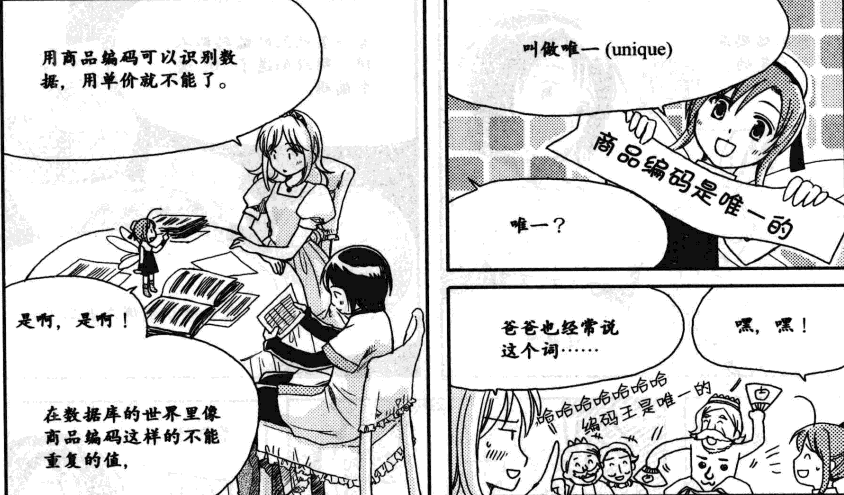 用商品编码可以识别数
据，用单价就不能了。
是啊，是啊！
在数据库的世界里像
商品编码这样的不能
重复的值，
叫做唯一 (unique)
商品编码是唯一的
唯一？
爸爸也经常说
这个词……
嘿，嘿！
哈哈哈哈哈哈哈
编码王是唯一的